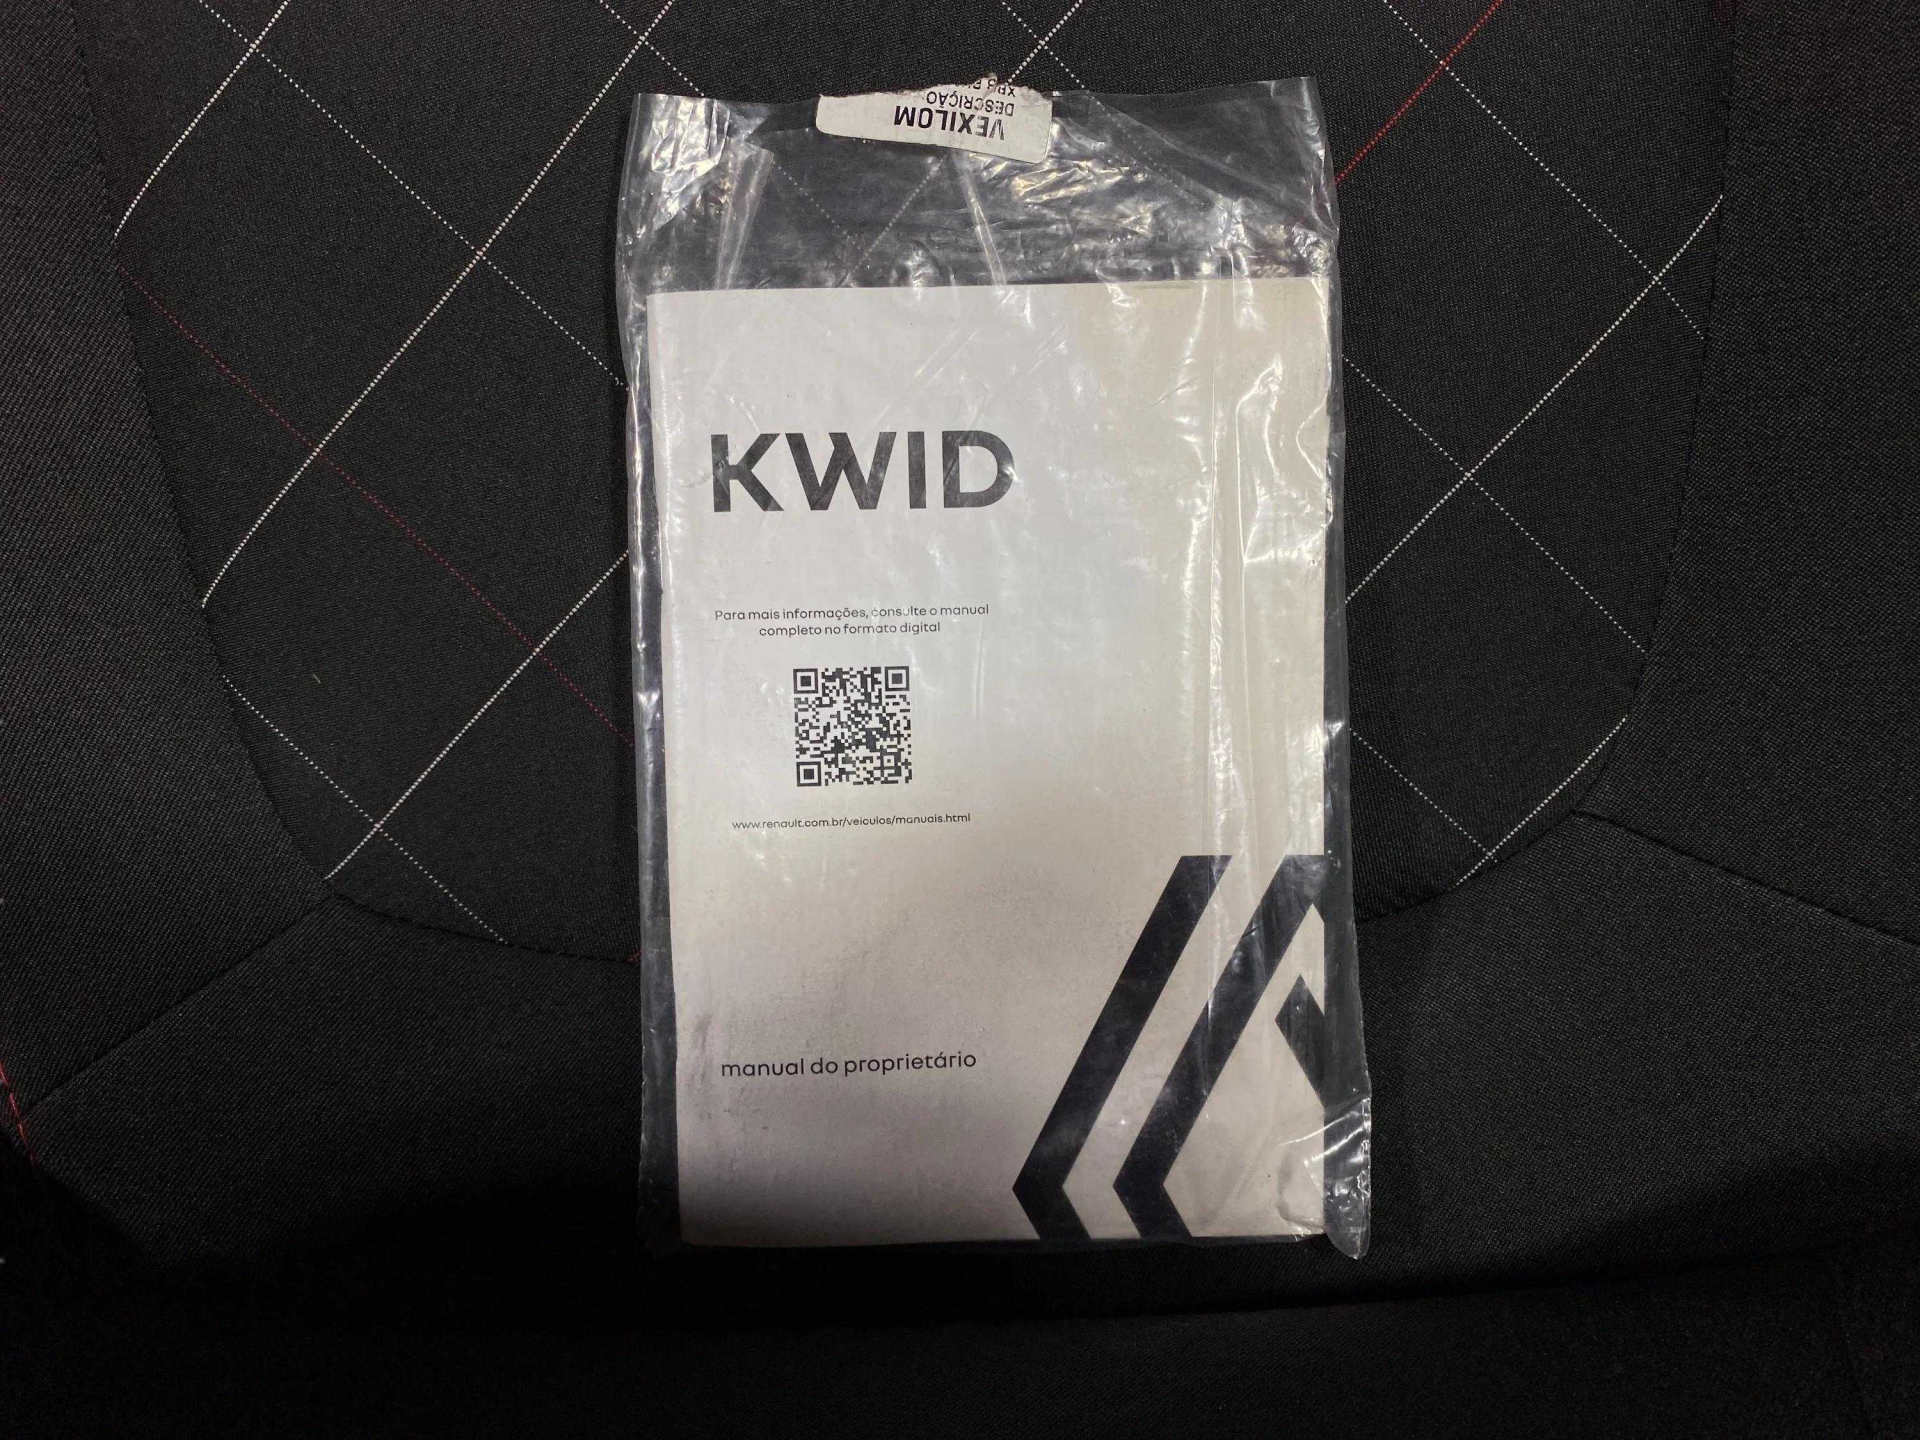 VEXILOM
DESCRIÇÃO
KWID
Para mais informações, consulte o manual
completo no formato digital
www.renault.com.br/veiculos/manuais.html
manual do proprietário